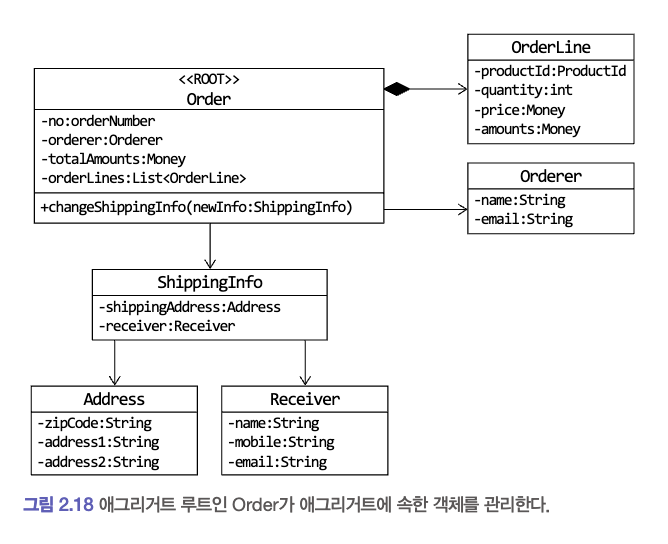 <<ROOT>>
Order
-no:orderNumber
-orderer:Orderer
-totalAmounts:Money
-orderLines:List<OrderLine>
+changeShippingInfo(newInfo:ShippingInfo)
OrderLine
-productId:ProductId
-quantity:int
-price:Money
-amounts:Money
Orderer
-name:String
-email:String
ShippingInfo
-shippingAddress:Address
-receiver:Receiver
Address
-zipCode:String
-address1:String
-address2:String
Receiver
-name:String
-mobile:String
-email:String
그림 2.18 애그리거트 루트인 Order가 애그리거트에 속한 객체를 관리한다.